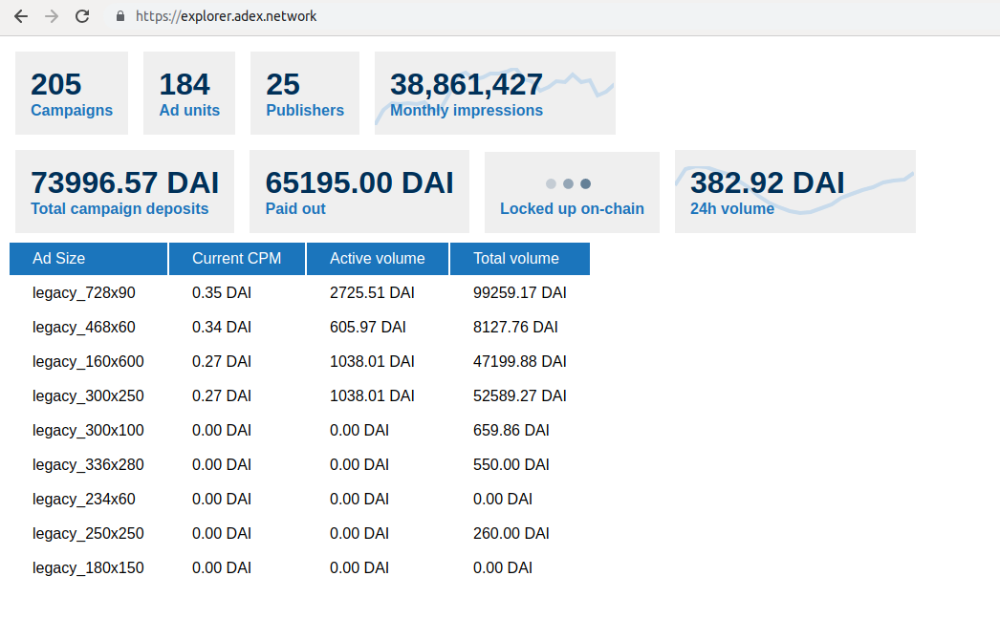 https://explorer.adex.network
205 184 25 38,861,427
Campaigns Ad units Publishers Monthly impressions
73996.57 DAI 65195.00 DAI 382.92 DAI
Total campaign deposits Paid out Locked up on-chain 24h volume
Ad Size Current CPM Active volume Total volume
legacy_728x90 0.35 DAI 2725.51 DAI 99259.17 DAI
legacy_468x60 0.34 DAI 605.97 DAI 8127.76 DAI
legacy_160x600 0.27 DAI 1038.01 DAI 47199.88 DAI
legacy_300x250 0.27 DAI 1038.01 DAI 52589.27 DAI
legacy_300x100 0.00 DAI 0.00 DAI 659.86 DAI
legacy_336x280 0.00 DAI 0.00 DAI 550.00 DAI
legacy_234x60 0.00 DAI 0.00 DAI 0.00 DAI
legacy_250x250 0.00 DAI 0.00 DAI 260.00 DAI
legacy_180x150 0.00 DAI 0.00 DAI 0.00 DAI